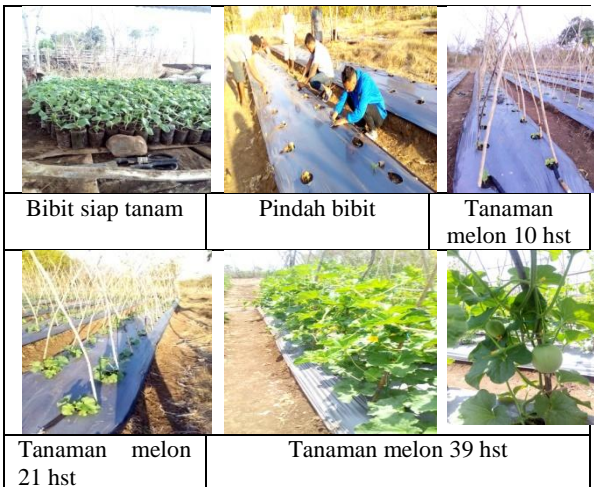 Bibit siap tanam
Pindah bibit
Tanaman
melon 10 hst
Tanaman melon
21 hst
Tanaman melon 39 hst